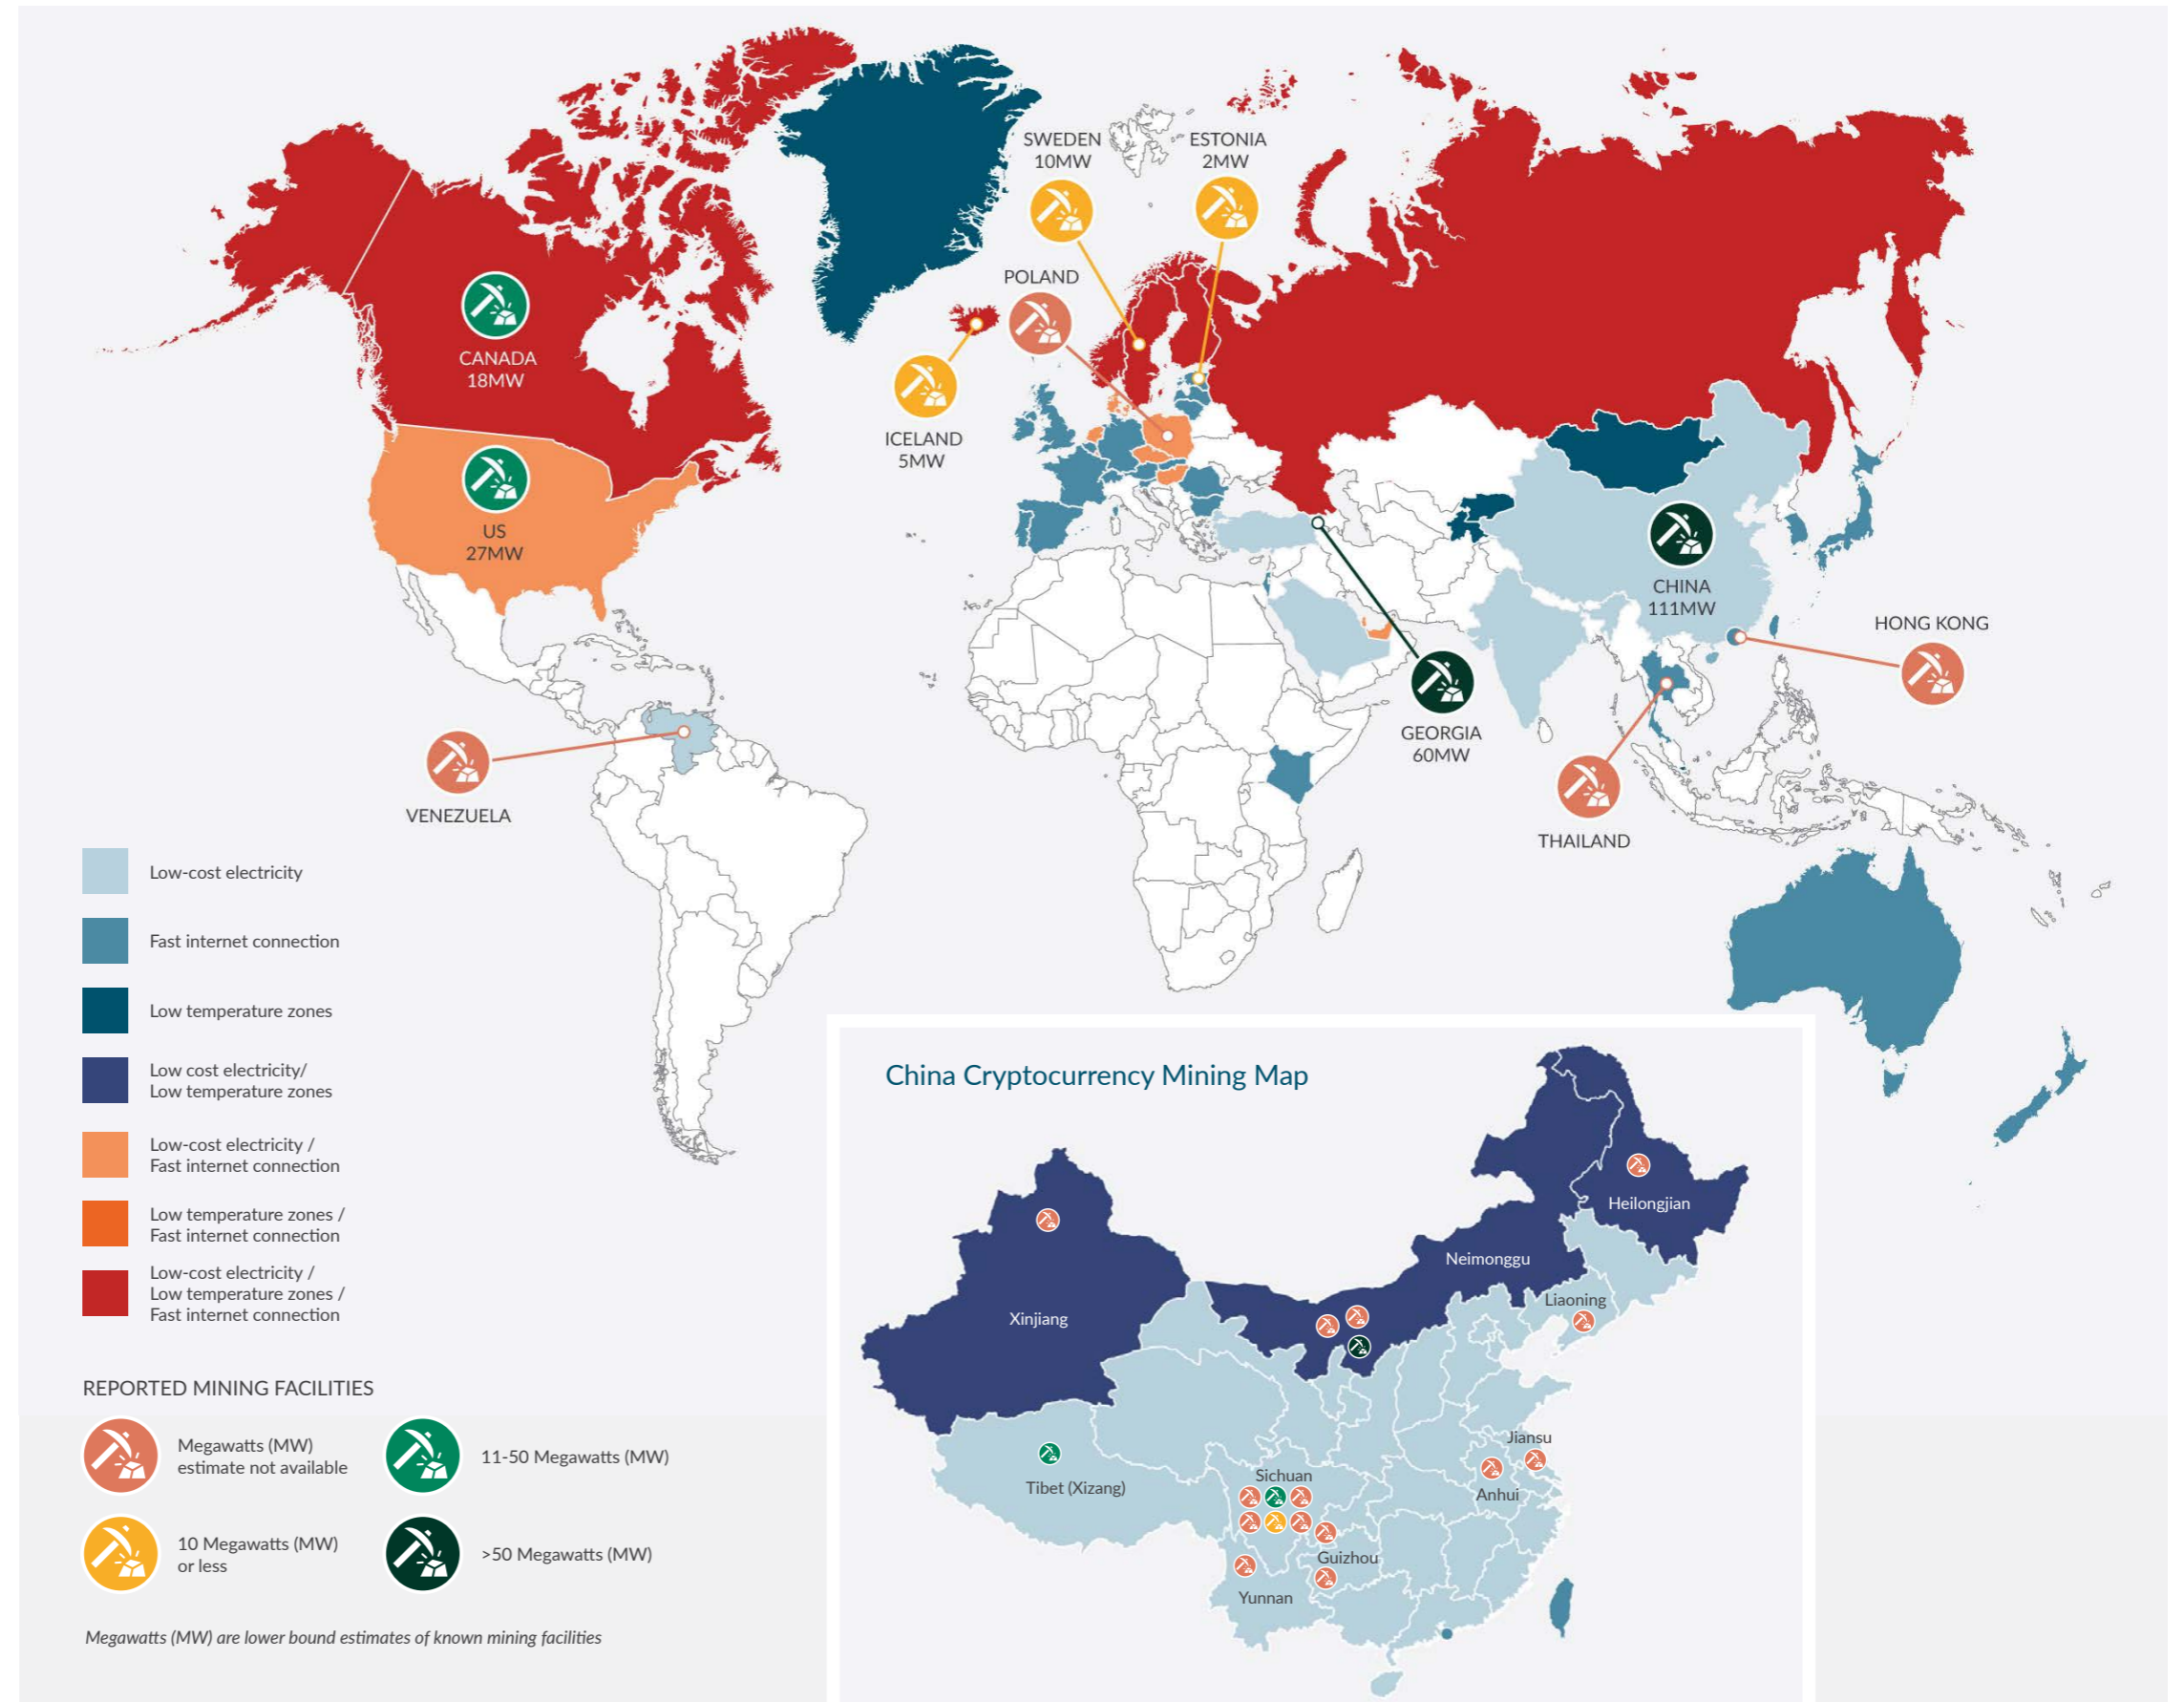 SWEDEN
10MW
ESTONIA
2MW
POLAND
CANADA
18MW
ICELAND
5MW
US
27MW
CHINA
111MW
HONG KONG
GEORGIA
60MW
VENEZUELA
THAILAND
Low-cost electricity
Fast internet connection
Low temperature zones
Low cost electricity/
Low temperature zones
Low-cost electricity /
Fast internet connection
Low temperature zones /
Fast internet connection
Low-cost electricity /
Low temperature zones /
Fast internet connection
REPORTED MINING FACILITIES
Megawatts (MW)
estimate not available
11-50 Megawatts (MW)
10 Megawatts (MW)
or less
>50 Megawatts (MW)
Megawatts (MW) are lower bound estimates of known mining facilities
China Cryptocurrency Mining Map
Heilongjian
Neimonggu
Liaoning
Xinjiang
Jiansu
Sichuan
Tibet (Xizang)
Anhui
Guizhou
Yunnan